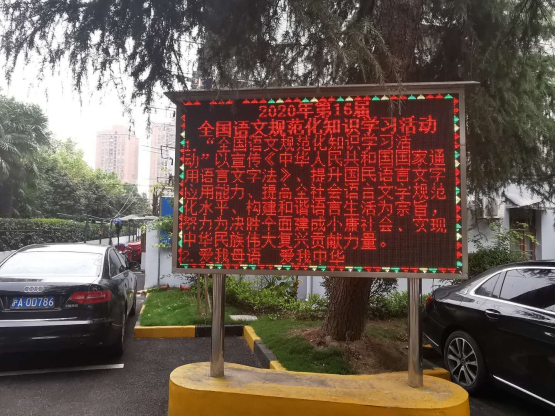 2020年第16届
全国语文规范化知识学习活动
“全国语文规范化知识学习活
动”以宣传《中华人民共和国国家通
用语言文字法》、提升国民语言文字
应用能力、提高全社会语言文字规范
化水平、构建和谐语言生活为宗旨，
努力为决胜全面建成小康社会、实现
中华民族伟大复兴贡献力量。
爱我母语 爱我中华
沪A·0D786